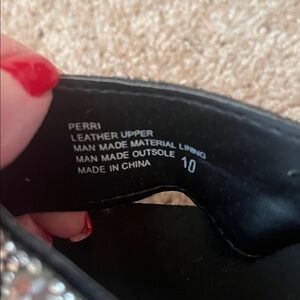 PERRI
LEATHER UPPER
MAN MADE MATERIAL LINING
MAN MADE OUTSOLE
MADE IN CHINA
10